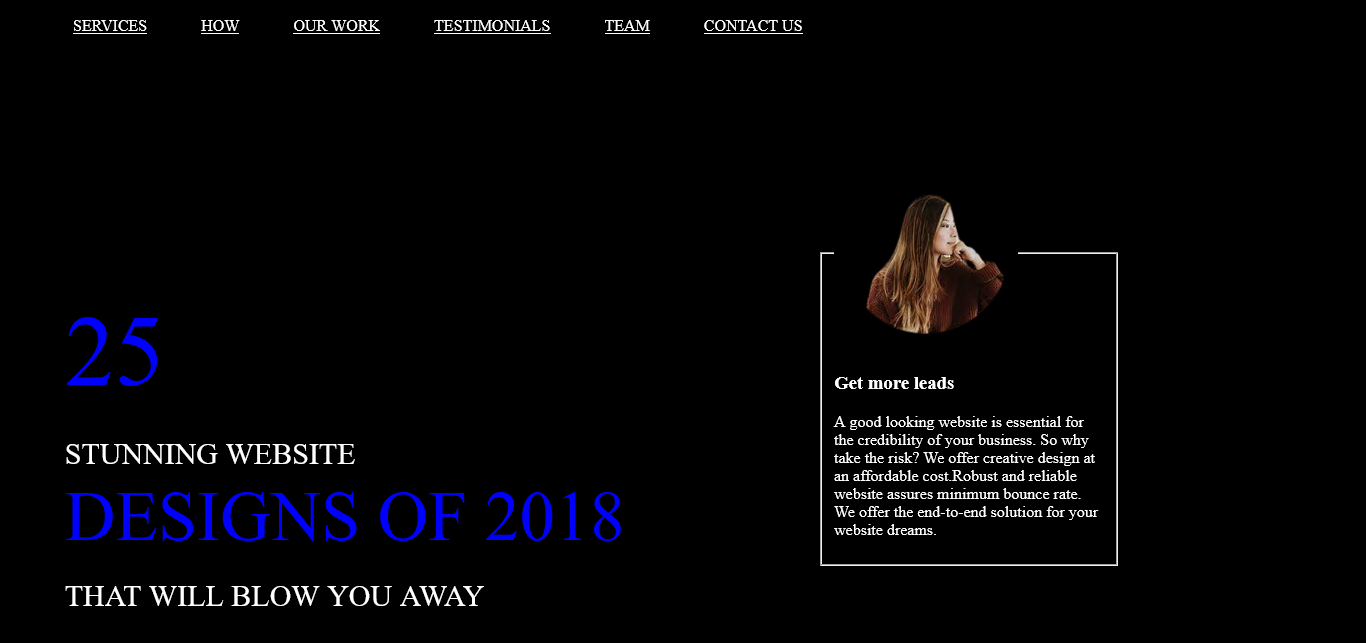 SERVICES HOW OUR WORK TESTIMONIALS TEAM CONTACT US
25
STUNNING WEBSITE
DESIGNS OF 2018
THAT WILL BLOW YOU AWAY
Get more leads
A good looking website is essential for
the credibility of your business. So why
take the risk? We offer creative design at
an affordable cost.Robust and reliable
website assures minimum bounce rate.
We offer the end-to-end solution for your
website dreams.